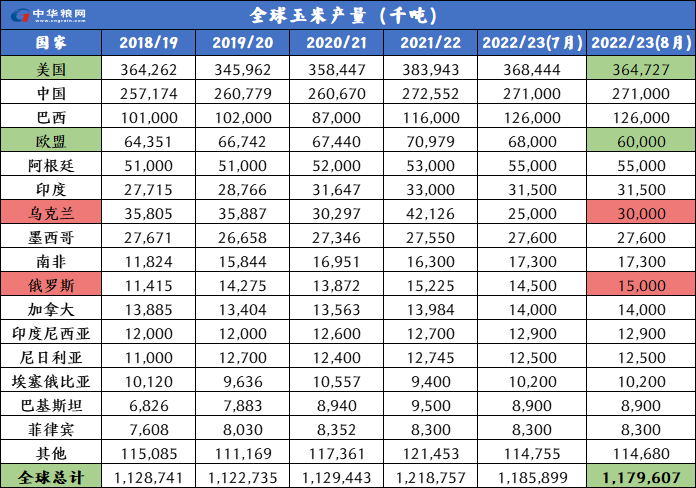 中华粮网
www.cngrain.com
全球玉米产量（千吨）
国家 2018/19 2019/20 2020/21 2021/22 2022/23(7月) 2022/23(8月)
美国 364,262 345,962 358,447 383,943 368,444 364,727
中国 257,174 260,779 260,670 272,552 271,000 271,000
巴西 101,000 102,000 87,000 116,000 126,000 126,000
欧盟 64,351 66,742 67,440 70,979 68,000 60,000
阿根廷 51,000 51,000 52,000 53,000 55,000 55,000
印度 27,715 28,766 31,647 33,000 31,500 31,500
乌克兰 35,805 35,887 30,297 42,126 25,000 30,000
墨西哥 27,671 26,658 27,346 27,550 27,600 27,600
南非 11,824 15,844 16,951 16,300 17,300 17,300
俄罗斯 11,415 14,275 13,872 15,225 14,500 15,000
加拿大 13,885 13,404 13,563 13,984 14,000 14,000
印度尼西亚 12,000 12,000 12,600 12,700 12,900 12,900
尼日利亚 11,000 12,700 12,400 12,745 12,500 12,500
埃塞俄比亚 10,120 9,636 10,557 9,400 10,200 10,200
巴基斯坦 6,826 7,883 8,940 9,500 8,900 8,900
菲律宾 7,608 8,030 8,352 8,300 8,300 8,300
其他 115,085 111,169 117,361 121,453 114,755 114,680
全球总计 1,128,741 1,122,735 1,129,443 1,218,757 1,185,899 1,179,607